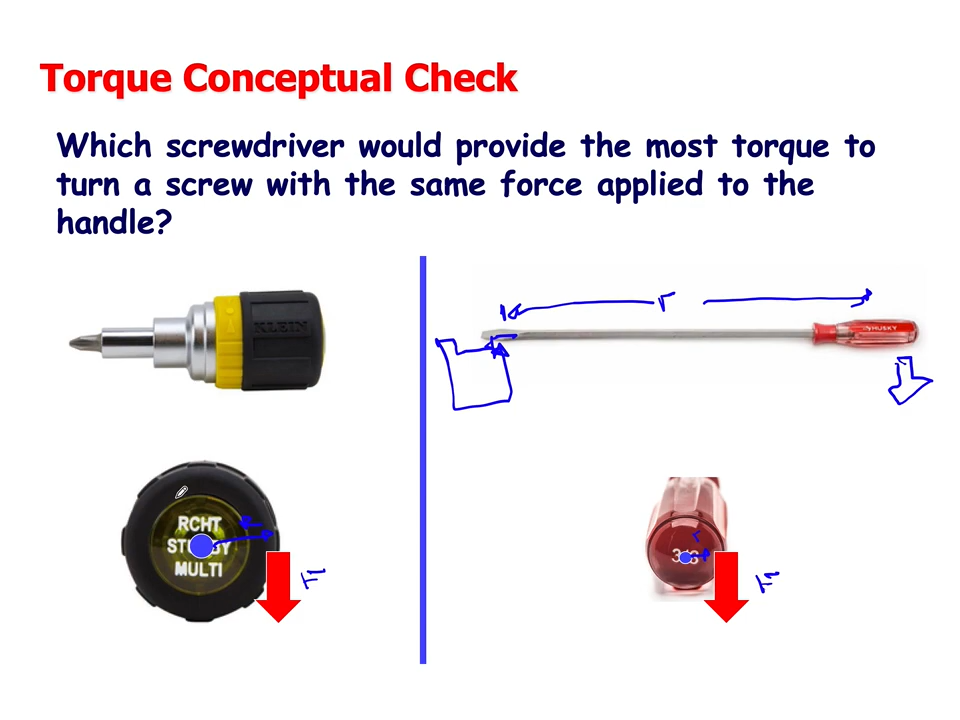 Torque Conceptual Check
Which screwdriver would provide the most torque to
turn a screw with the same force applied to the
handle?
KLEIN
r
HUSKY
RCHT
MULTI
r
F
F